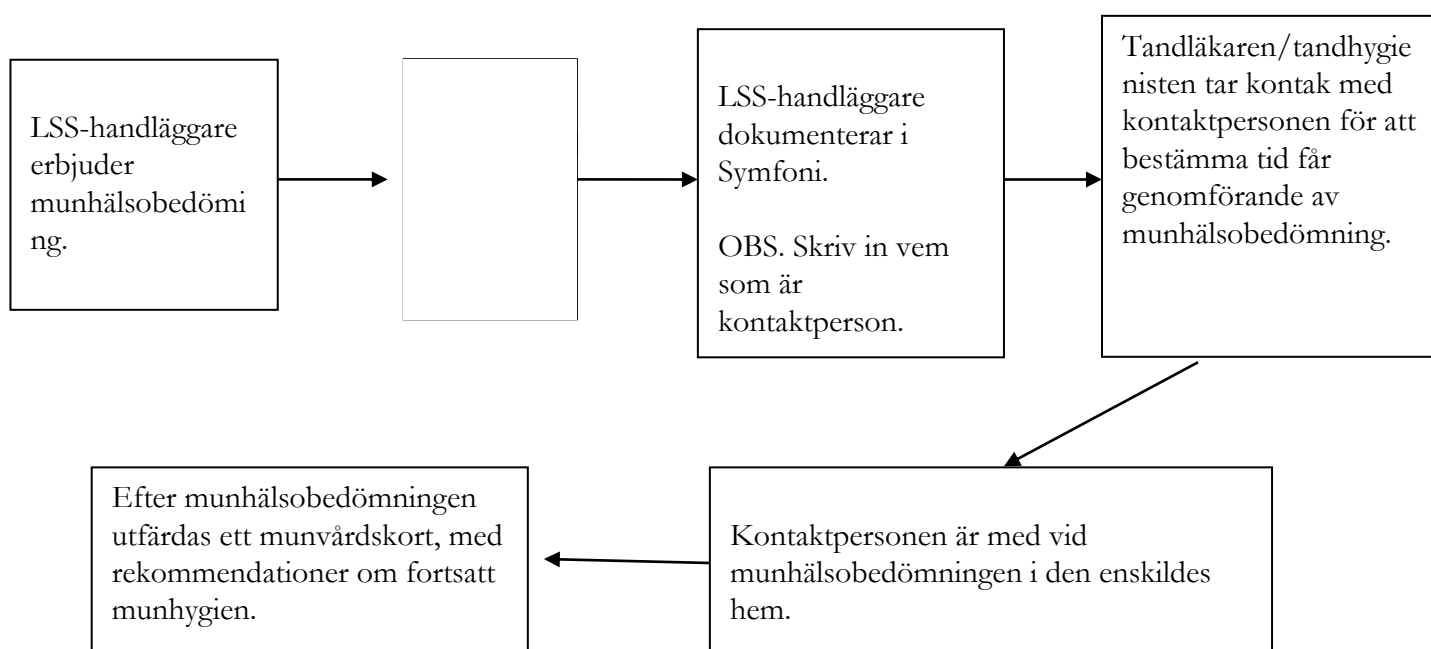 LSS-handläggare
erbjuder
munhälsobedömi
ng.
LSS-handläggare
dokumenterar i
Symfoni.
OBS. Skriv in vem
som är
kontaktperson.
Tandläkaren/tandhygie
nisten tar kontak med
kontaktpersonen för att
bestämma tid får
genomförande av
munhälsobedömning.
Kontaktpersonen är med vid
munhälsobedömningen i den enskildes
hem.
Efter munhälsobedömningen
utfärdas ett munvårdskort, med
rekommendationer om fortsatt
munhygien.